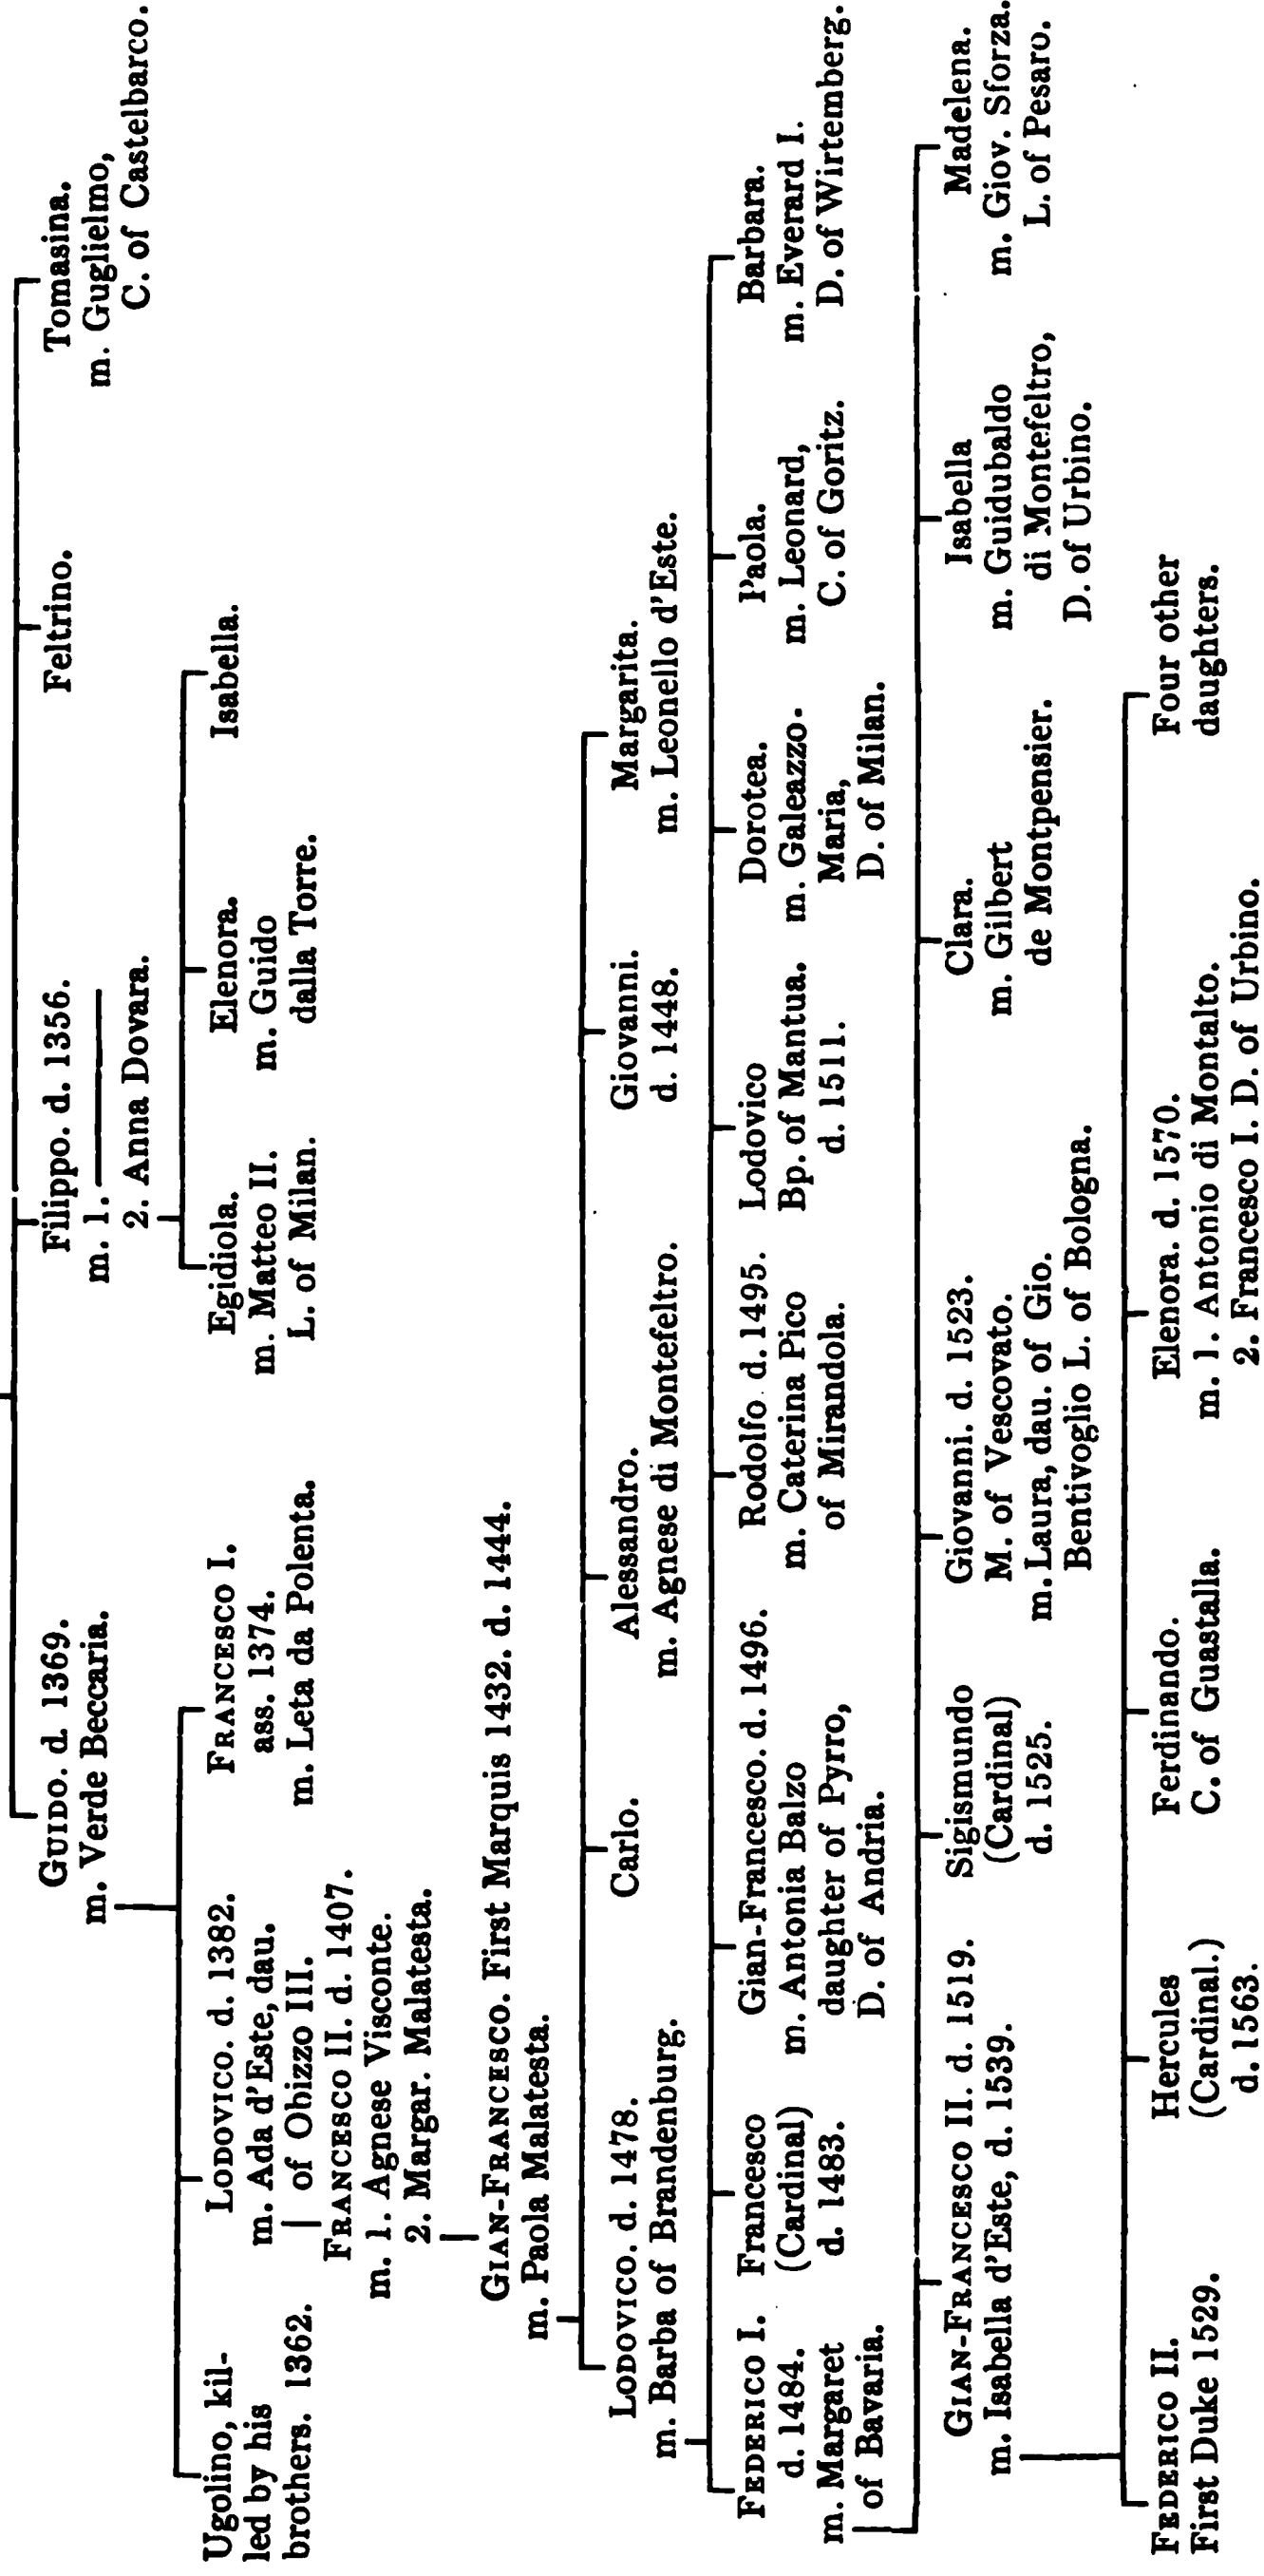 GUIDO. d. 1369.
m. Verde Beccaria.
Filippo. d. 1356.
m. 1. ———
2. Anna Dovara.
Feltrino.
Tomasina.
m. Guglielmo,
C. of Castelbarco.
Ugolino, kil-
led by his
brothers. 1362.
LODOVICO. d. 1382.
m. Ada d'Este, dau.
of Obizzo III.
FRANCESCO I.
ass. 1374.
m. Leta da Polenta.
Egidiola.
m. Matteo II.
L. of Milan.
Elenora.
m. Guido
dalla Torre.
Isabella.
FRANCESCO II. d. 1407.
m. 1. Agnese Visconte.
2. Margar. Malatesta.
GIAN-FRANCESCO. First Marquis 1432. d. 1444.
m. Paola Malatesta.
LODOVICO. d. 1478.
m. Barba of Brandenburg.
Carlo.
Alessandro.
m. Agnese di Montefeltro.
Giovanni.
d. 1448.
Margarita.
m. Leonello d'Este.
FEDERICO I.
d. 1484.
m. Margaret
of Bavaria.
Francesco
(Cardinal)
d. 1483.
Gian-Francesco. d. 1496.
m. Antonia Balzo
daughter of Pyrro,
D. of Andria.
Rodolfo. d. 1495.
m. Caterina Pico
of Mirandola.
Lodovico
Bp. of Mantua.
d. 1511.
Dorotea.
m. Galeazzo-
Maria,
D. of Milan.
Paola.
m. Leonard,
C. of Goritz.
Barbara.
m. Everard I.
D. of Wirtemberg.
GIAN-FRANCESCO II. d. 1519.
m. Isabella d'Este, d. 1539.
Sigismundo
(Cardinal)
d. 1525.
Giovanni. d. 1523.
M. of Vescovato.
m. Laura, dau. of Gio.
Bentivoglio L. of Bologna.
Clara.
m. Gilbert
de Montpensier.
Isabella
m. Guidubaldo
di Montefeltro,
D. of Urbino.
Madelena.
m. Giov. Sforza.
L. of Pesaro.
FEDERICO II.
First Duke 1529.
Hercules
(Cardinal.)
d. 1563.
Ferdinando.
C. of Guastalla.
Elenora. d. 1570.
m. 1. Antonio di Montalto.
2. Francesco I. D. of Urbino.
Four other
daughters.